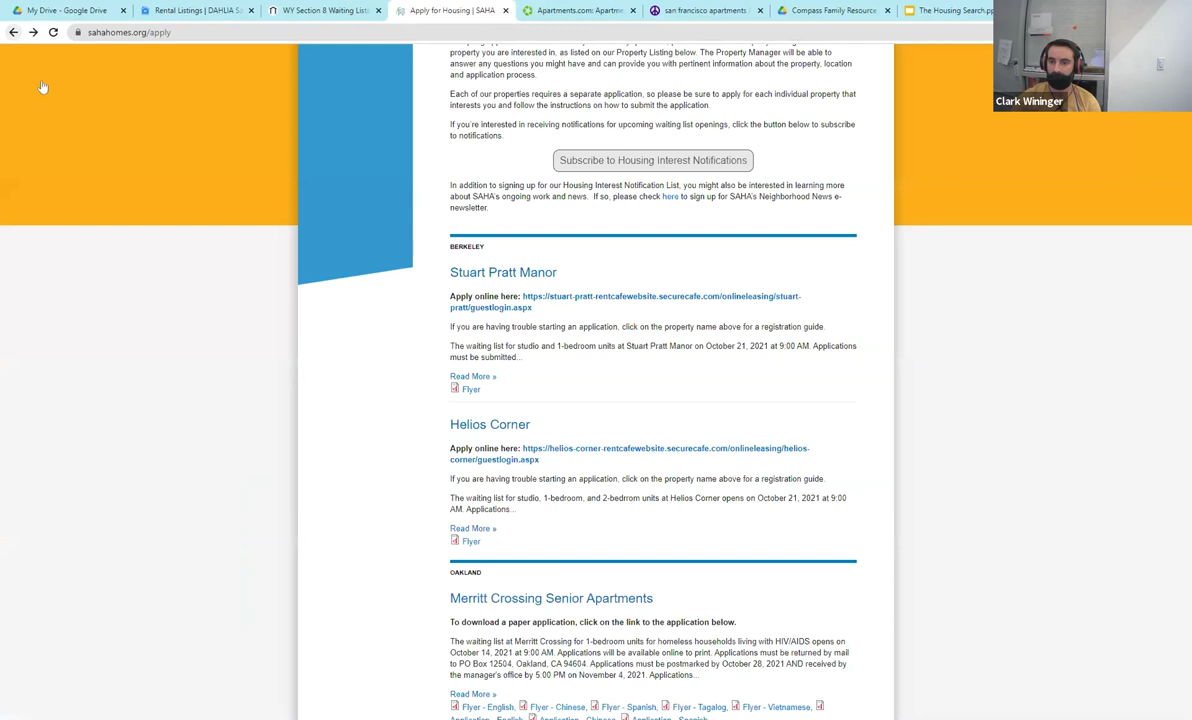 My Drive - Google Drive
Rental Listings | DAHLIA S
WY Section 8 Waiting List
Apply for Housing | SAHA
Apartments.com: Apartme
san francisco apartments
Compass Family Resource
The Housing Search.pp
sahahomes.org/apply
Clark Wininger
property you are interested in, as listed on our Property Listing below. The Property Manager will be able to
answer any questions you might have and can provide you with pertinent information about the property, location
and application process.
Each of our properties requires a separate application, so please be sure to apply for each individual property that
interests you and follow the instructions on how to submit the application.
If you're interested in receiving notifications for upcoming waiting list openings, click the button below to subscribe
to notifications.
Subscribe to Housing Interest Notifications
In addition to signing up for our Housing Interest Notification List, you might also be interested in learning more
about SAHA's ongoing work and news. If so, please check here to sign up for SAHA's Neighborhood News e-
newsletter.
BERKELEY
Stuart Pratt Manor
Apply online here: https://stuart-pratt-rentcafewebsite.securecafe.com/onlineleasing/stuart-
pratt/guestlogin.aspx
If you are having trouble starting an application, click on the property name above for a registration guide.
The waiting list for studio and 1-bedroom units at Stuart Pratt Manor on October 21, 2021 at 9:00 AM. Applications
must be submitted...
Read More »
Flyer
Helios Corner
Apply online here: https://helios-corner-rentcafewebsite.securecafe.com/onlineleasing/helios-
corner/guestlogin.aspx
If you are having trouble starting an application, click on the property name above for a registration guide.
The waiting list for studio, 1-bedroom, and 2-bedrrom units at Helios Corner opens on October 21, 2021 at 9:00
AM. Applications...
Read More »
Flyer
OAKLAND
Merritt Crossing Senior Apartments
To download a paper application, click on the link to the application below.
The waiting list at Merritt Crossing for 1-bedroom units for homeless households living with HIV/AIDS opens on
October 14, 2021 at 9:00 AM. Applications will be available online to print. Applications must be returned by mail
to PO Box 12504, Oakland, CA 94604. Applications must be postmarked by October 28, 2021 AND received by
the manager's office by 5:00 PM on November 4, 2021. Applications...
Read More »
Flyer - English, Flyer - Chinese, Flyer - Spanish, Flyer - Tagalog, Flyer - Vietnamese,
Application - English, Application - Chinese, Application - Spanish